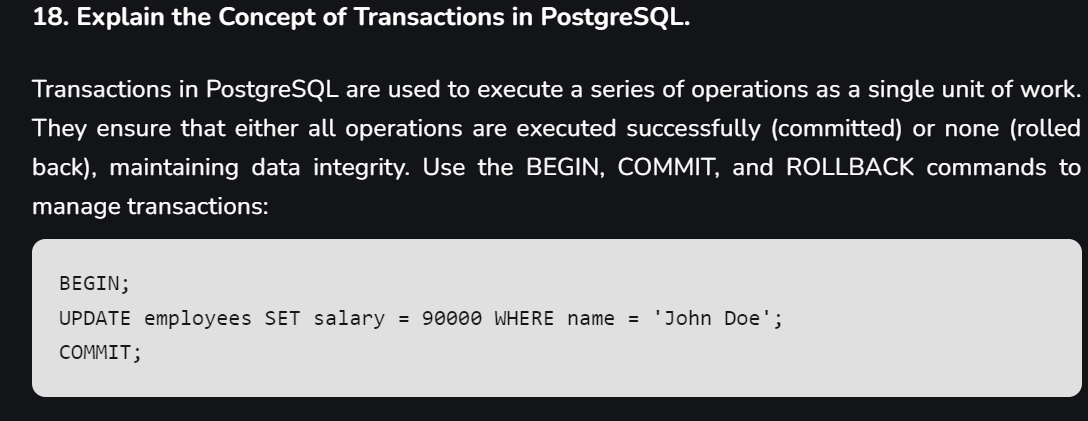 18. Explain the Concept of Transactions in PostgreSQL.
Transactions in PostgreSQL are used to execute a series of operations as a single unit of work.
They ensure that either all operations are executed successfully (committed) or none (rolled
back), maintaining data integrity. Use the BEGIN, COMMIT, and ROLLBACK commands to
manage transactions:
BEGIN;
UPDATE employees SET salary = 90000 WHERE name = 'John Doe';
COMMIT;